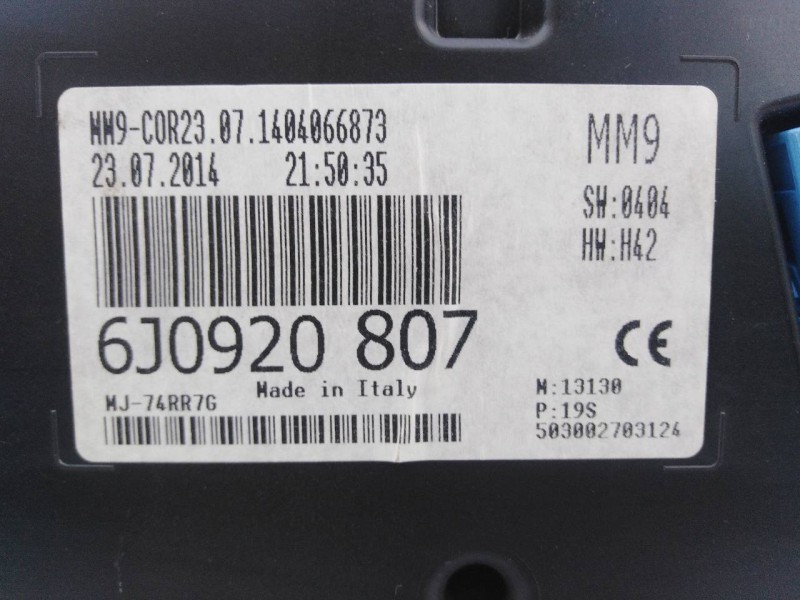 MM9-COR23.07.1404066873
23.07.2014 21:50:35
MM9
SW:0404
HW:H42
6J0920 807
CE
Made in Italy
MJ-74RR7G
M:13130
P:19S
503002703124